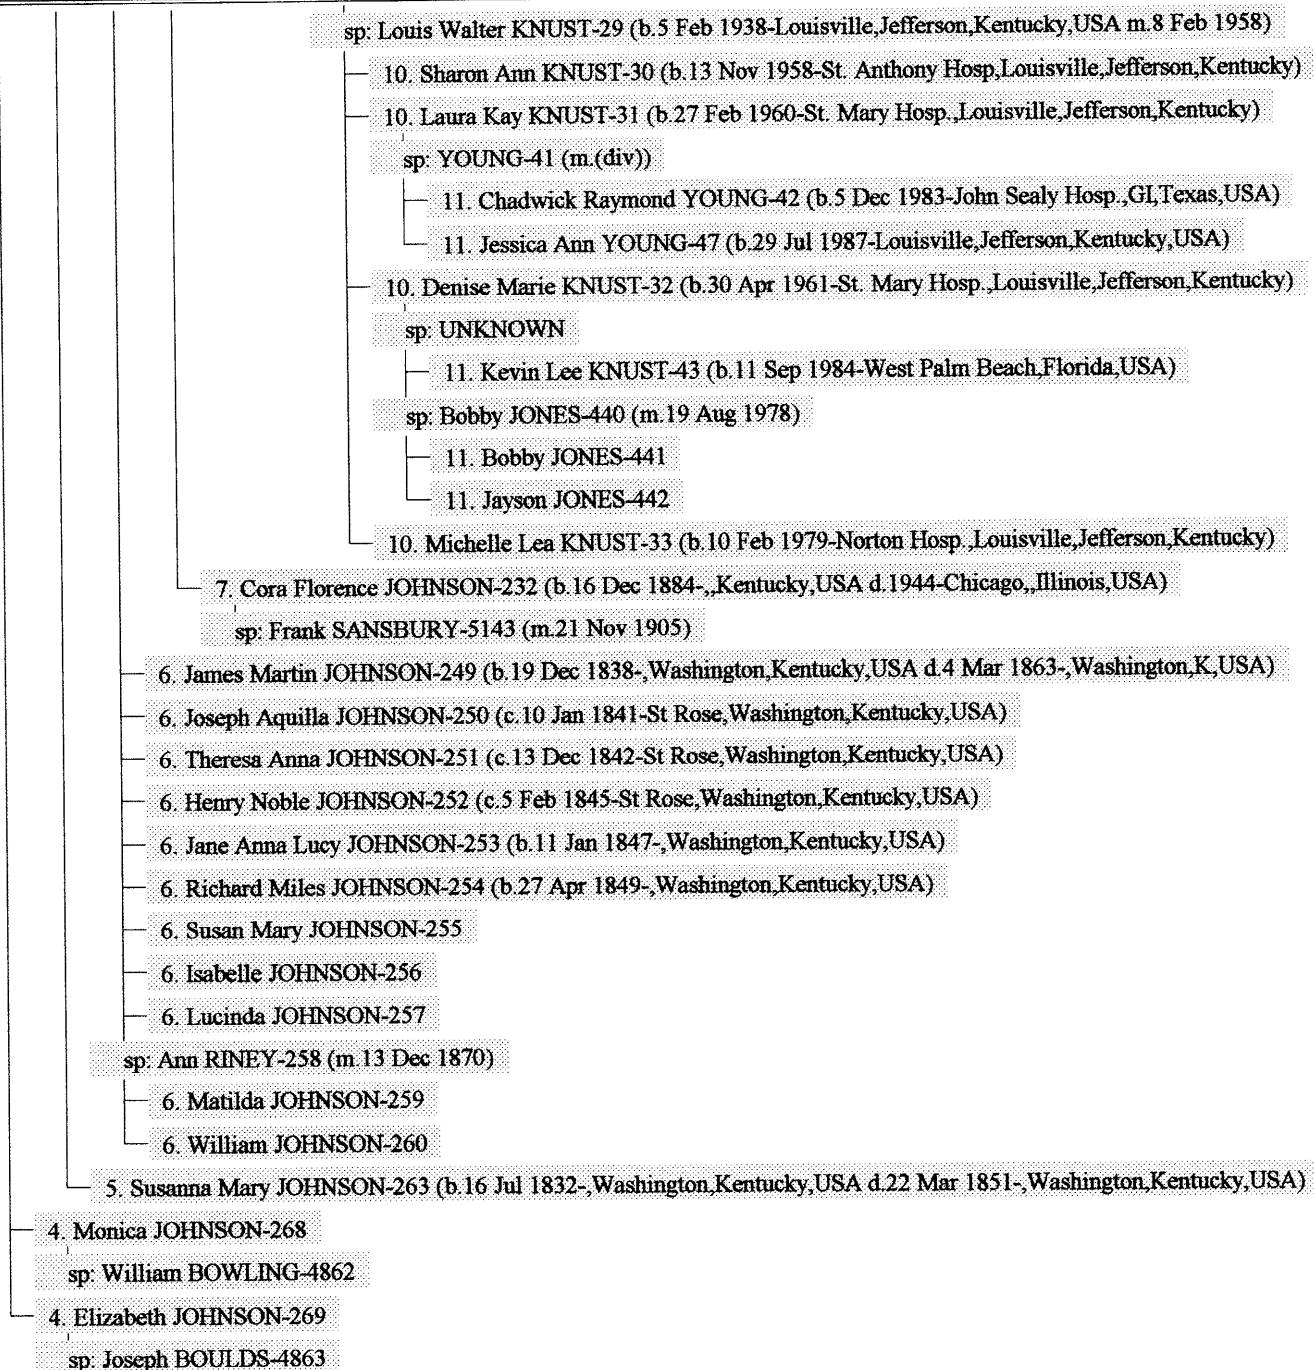 sp: Louis Walter KNUST-29 (b.5 Feb 1938-Louisville,Jefferson,Kentucky,USA m.8 Feb 1958)
10. Sharon Ann KNUST-30 (b.13 Nov 1958-St. Anthony Hosp,Louisville,Jefferson,Kentucky)
10. Laura Kay KNUST-31 (b.27 Feb 1960-St. Mary Hosp.,Louisville,Jefferson,Kentucky)
sp: YOUNG-41 (m.(div))
11. Chadwick Raymond YOUNG-42 (b.5 Dec 1983-John Sealy Hosp.,GI,Texas,USA)
11. Jessica Ann YOUNG-47 (b.29 Jul 1987-Louisville,Jefferson,Kentucky,USA)
10. Denise Marie KNUST-32 (b.30 Apr 1961-St. Mary Hosp.,Louisville,Jefferson,Kentucky)
sp: UNKNOWN
11. Kevin Lee KNUST-43 (b.11 Sep 1984-West Palm Beach,Florida,USA)
sp: Bobby JONES-440 (m.19 Aug 1978)
11. Bobby JONES-441
11. Jayson JONES-442
10. Michelle Lea KNUST-33 (b.10 Feb 1979-Norton Hosp.,Louisville,Jefferson,Kentucky)
7. Cora Florence JOHNSON-232 (b.16 Dec 1884-,,Kentucky,USA d.1944-Chicago,,Illinois,USA)
sp: Frank SANSBURY-5143 (m.21 Nov 1905)
6. James Martin JOHNSON-249 (b.19 Dec 1838-,Washington,Kentucky,USA d.4 Mar 1863-,Washington,K,USA)
6. Joseph Aquilla JOHNSON-250 (c.10 Jan 1841-St Rose,Washington,Kentucky,USA)
6. Theresa Anna JOHNSON-251 (c.13 Dec 1842-St Rose,Washington,Kentucky,USA)
6. Henry Noble JOHNSON-252 (c.5 Feb 1845-St Rose,Washington,Kentucky,USA)
6. Jane Anna Lucy JOHNSON-253 (b.11 Jan 1847-,Washington,Kentucky,USA)
6. Richard Miles JOHNSON-254 (b.27 Apr 1849-,Washington,Kentucky,USA)
6. Susan Mary JOHNSON-255
6. Isabelle JOHNSON-256
6. Lucinda JOHNSON-257
sp: Ann RINEY-258 (m.13 Dec 1870)
6. Matilda JOHNSON-259
6. William JOHNSON-260
5. Susanna Mary JOHNSON-263 (b.16 Jul 1832-,Washington,Kentucky,USA d.22 Mar 1851-,Washington,Kentucky,USA)
4. Monica JOHNSON-268
sp: William BOWLING-4862
4. Elizabeth JOHNSON-269
sp: Joseph BOULDS-4863